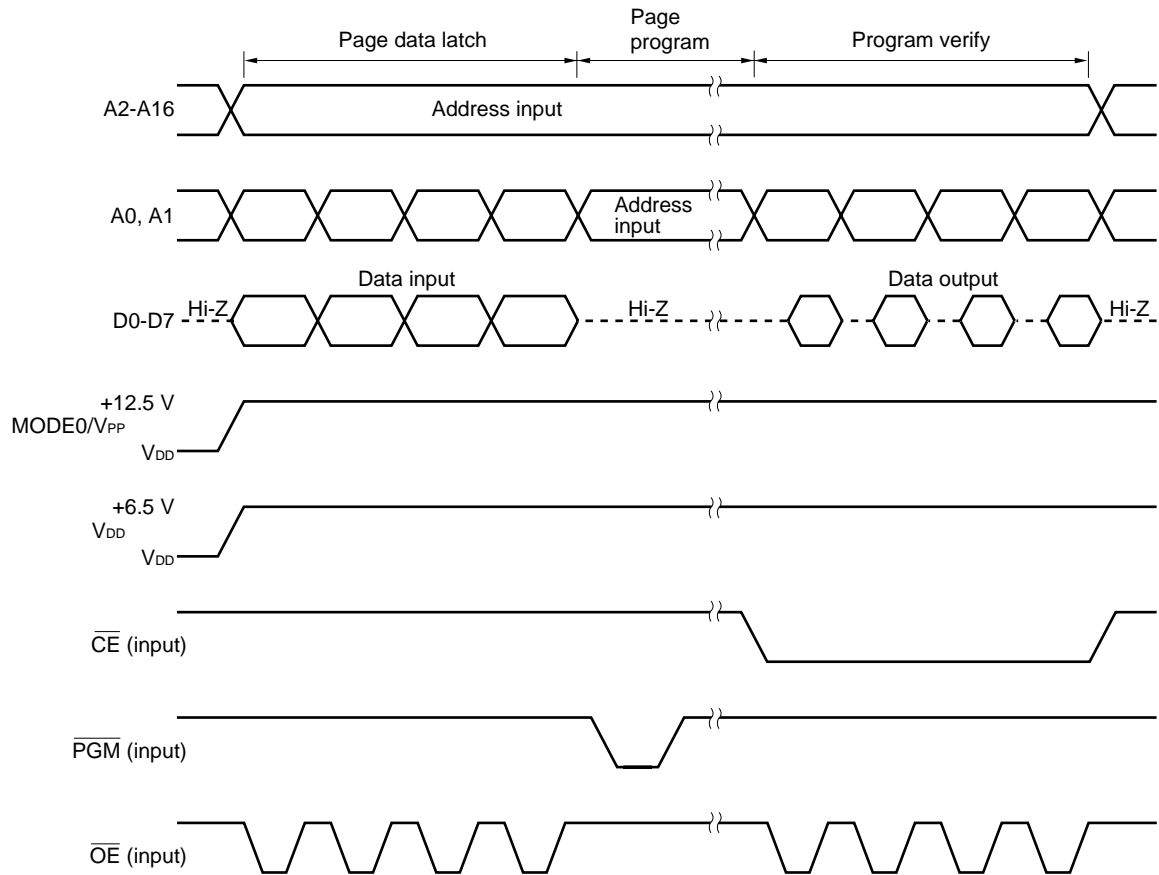 Page data latch
Page
program
Program verify
A2-A16
Address input
A0, A1
Address
input
Data input
Data output
D0-D7
Hi-Z
Hi-Z
Hi-Z
+12.5 V
MODE0/VPP
VDD
+6.5 V
VDD
VDD
CE (input)
PGM (input)
OE (input)